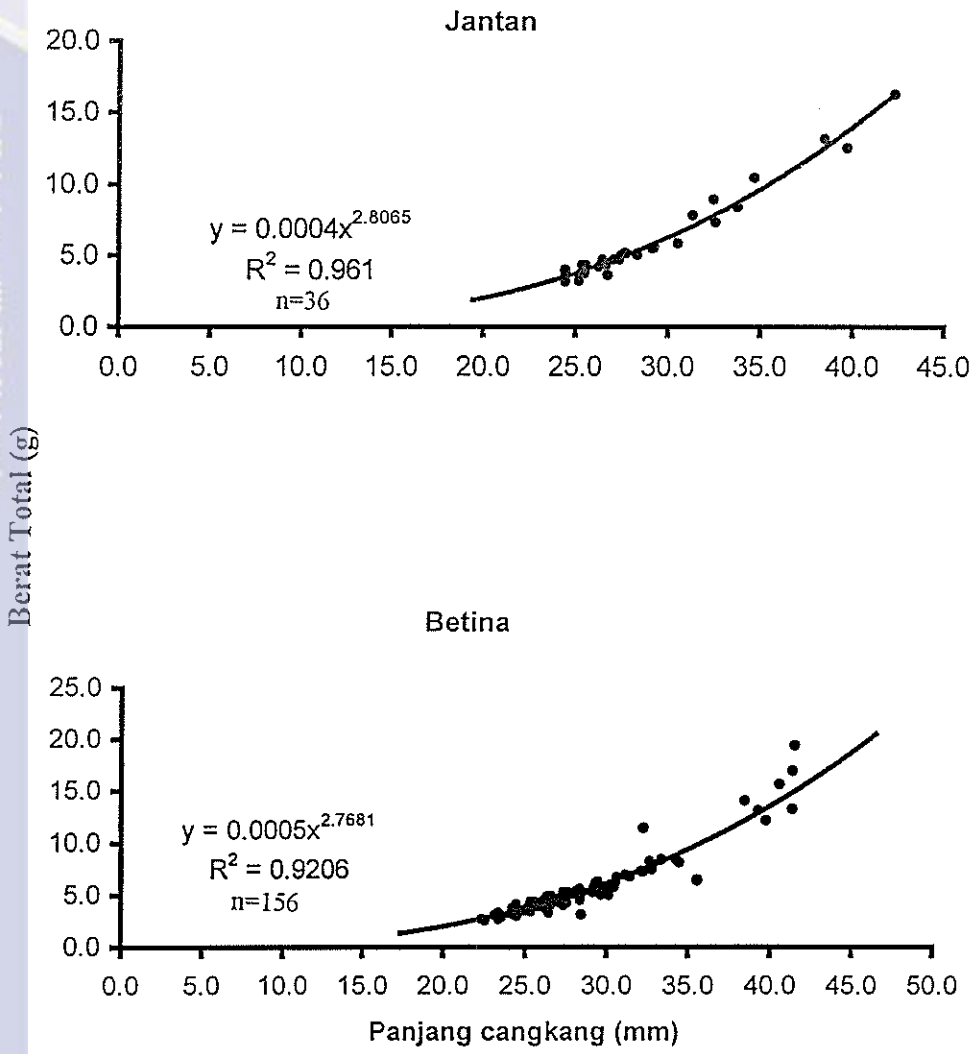 Jantan
20.0
15.0
10.0
5.0
0.0
y = 0.0004x^2.8065
R² = 0.961
n=36
0.0 5.0 10.0 15.0 20.0 25.0 30.0 35.0 40.0 45.0
Berat Total (g)
Betina
25.0
20.0
15.0
10.0
5.0
0.0
y = 0.0005x^2.7681
R² = 0.9206
n=156
0.0 5.0 10.0 15.0 20.0 25.0 30.0 35.0 40.0 45.0 50.0
Panjang cangkang (mm)